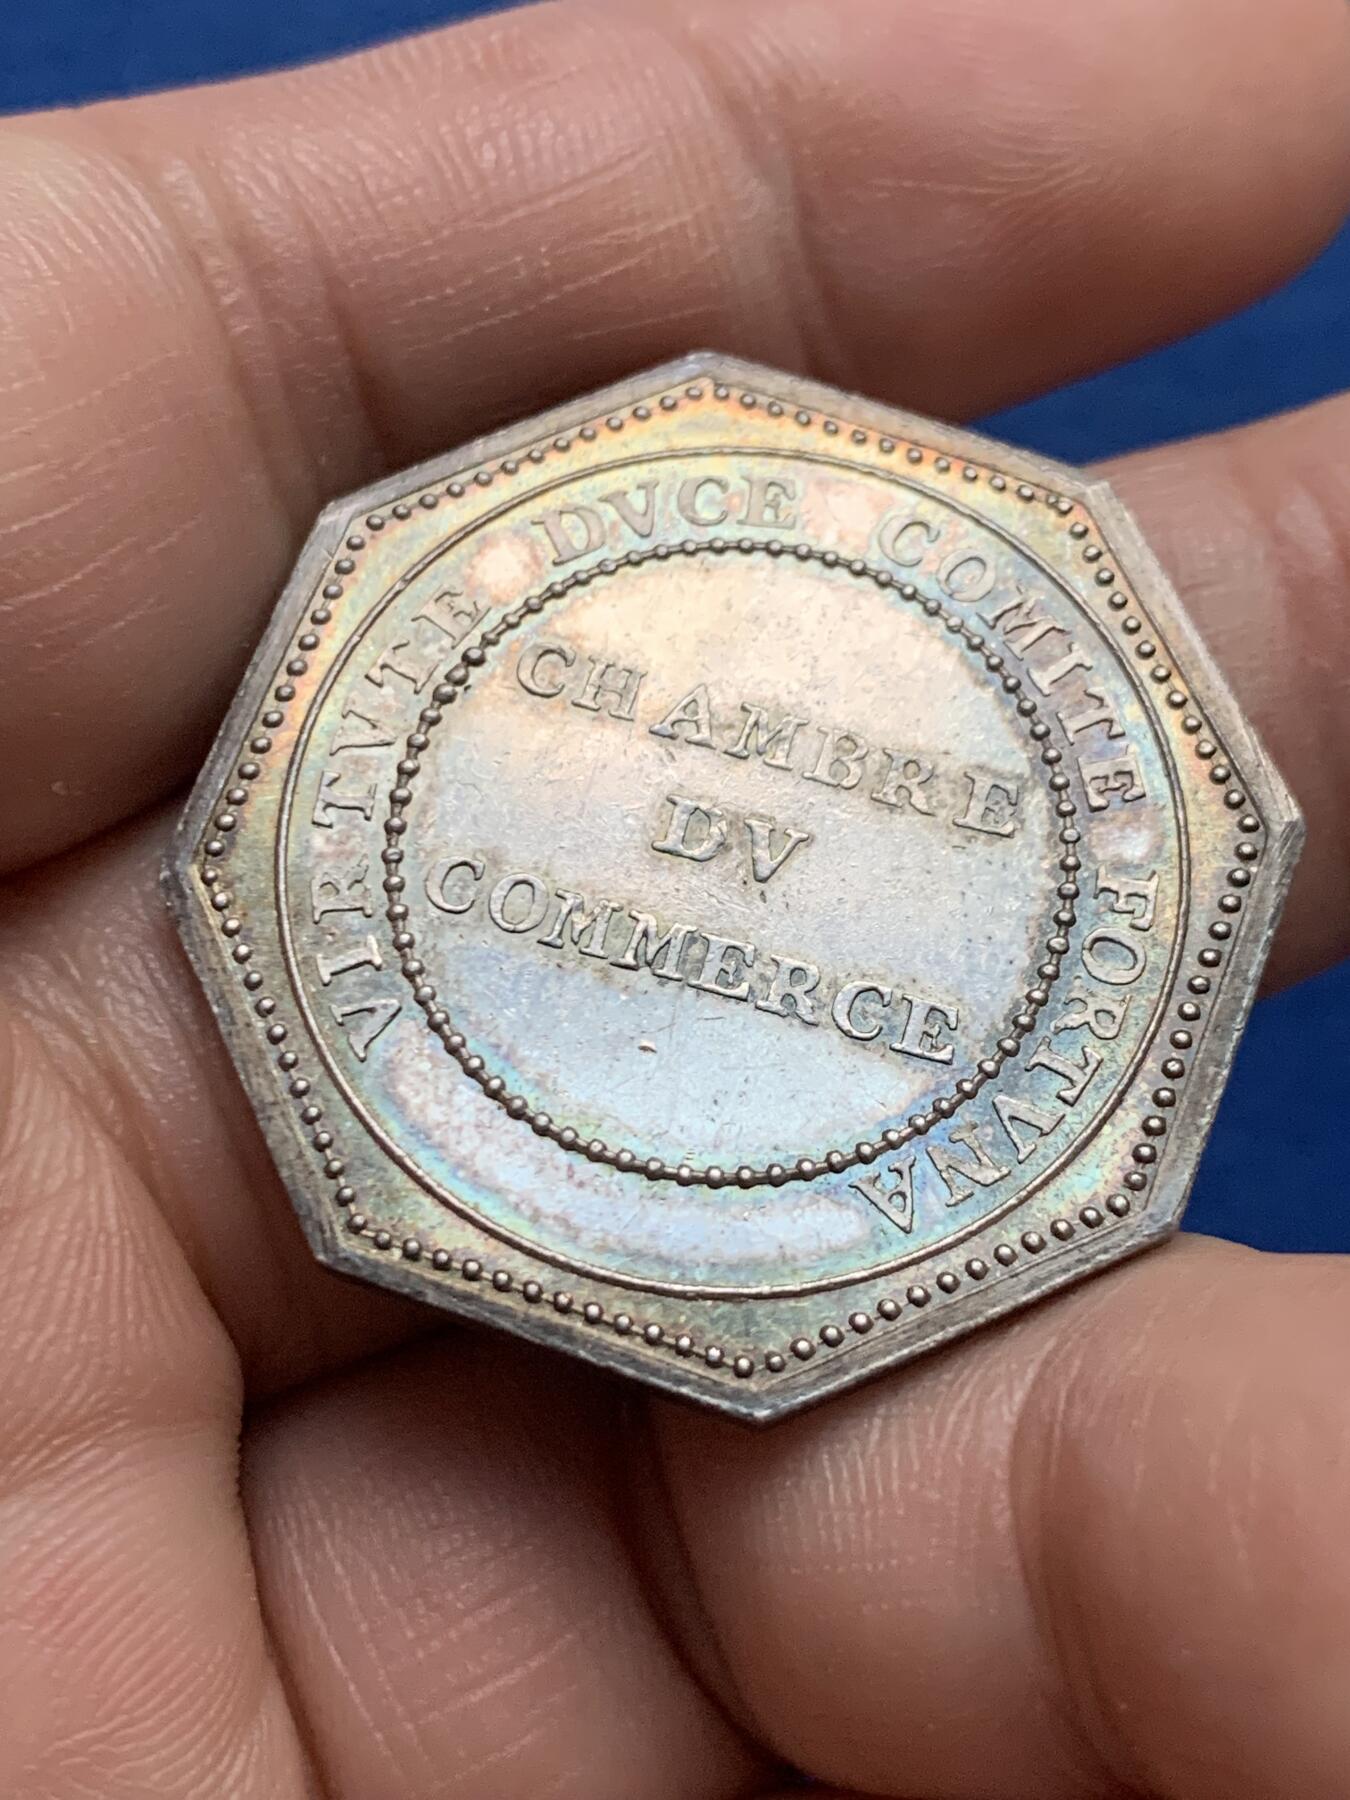 VIRTVTE DVCE COMITE FORTVNA
CHAMBRE
DV
COMMERCE